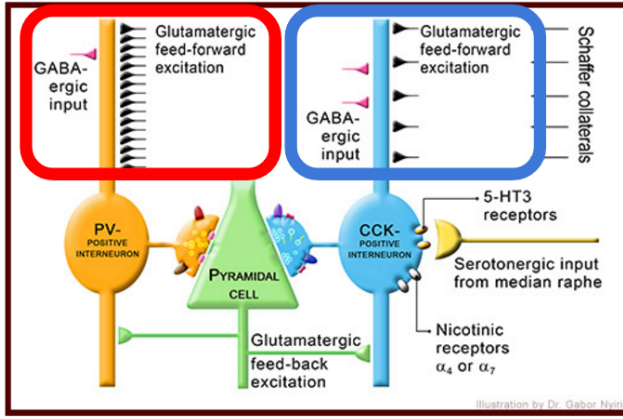 Glutamatergic
feed-forward
excitation
GABA-
ergic
input
Glutamatergic
feed-forward
excitation
GABA-
ergic
input
Schaffer collaterals
PV-
POSITIVE
INTERNEURON
PYRAMIDAL
CELL
CCK-
POSITIVE
INTERNEURON
5-HT3
receptors
Serotonergic input
from median raphe
Glutamatergic
feed-back
excitation
Nicotinic
receptors
α4 or α7
Illustration by Dr. Gabor Nyiri